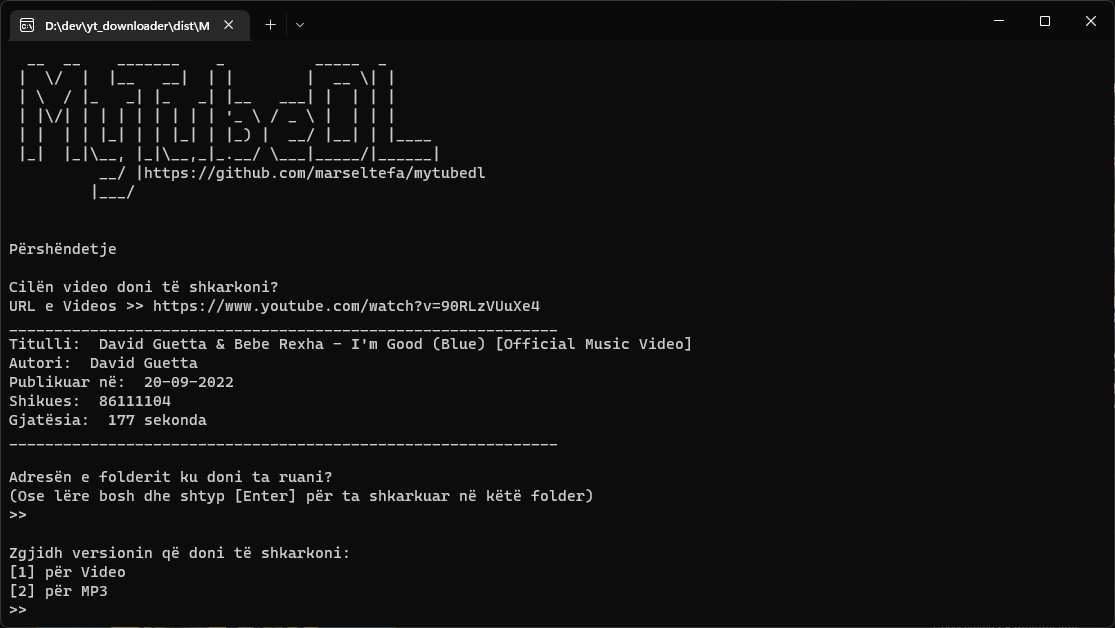 D:\dev\yt_downloader\dist\M
MyTubeDL
https://github.com/marseltefa/mytubedl
Përshëndetje
Cilën video doni të shkarkoni?
URL e Videos >> https://www.youtube.com/watch?v=90RLzVUuXe4
Titulli:  David Guetta & Bebe Rexha - I'm Good (Blue) [Official Music Video]
Autori:  David Guetta
Publikuar në:  20-09-2022
Shikues:  86111104
Gjatësia:  177 sekonda
Adresën e folderit ku doni ta ruani?
(Ose lëre bosh dhe shtyp [Enter] për ta shkarkuar në këtë folder)
>>
Zgjidh versionin që doni të shkarkoni:
[1] për Video
[2] për MP3
>>